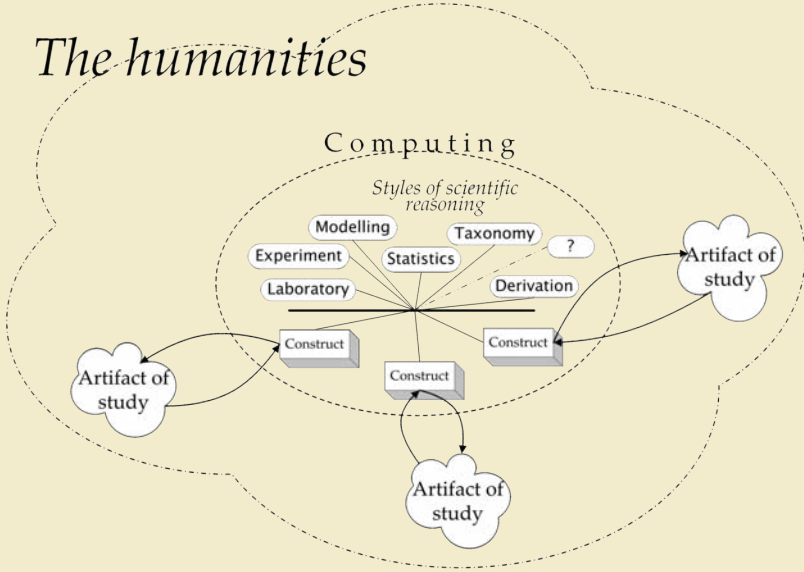 The humanities
Computing
Styles of scientific
reasoning
Modelling
Taxonomy
?
Experiment
Statistics
Laboratory
Derivation
Artifact of
study
Construct
Construct
Construct
Artifact of
study
Artifact of
study